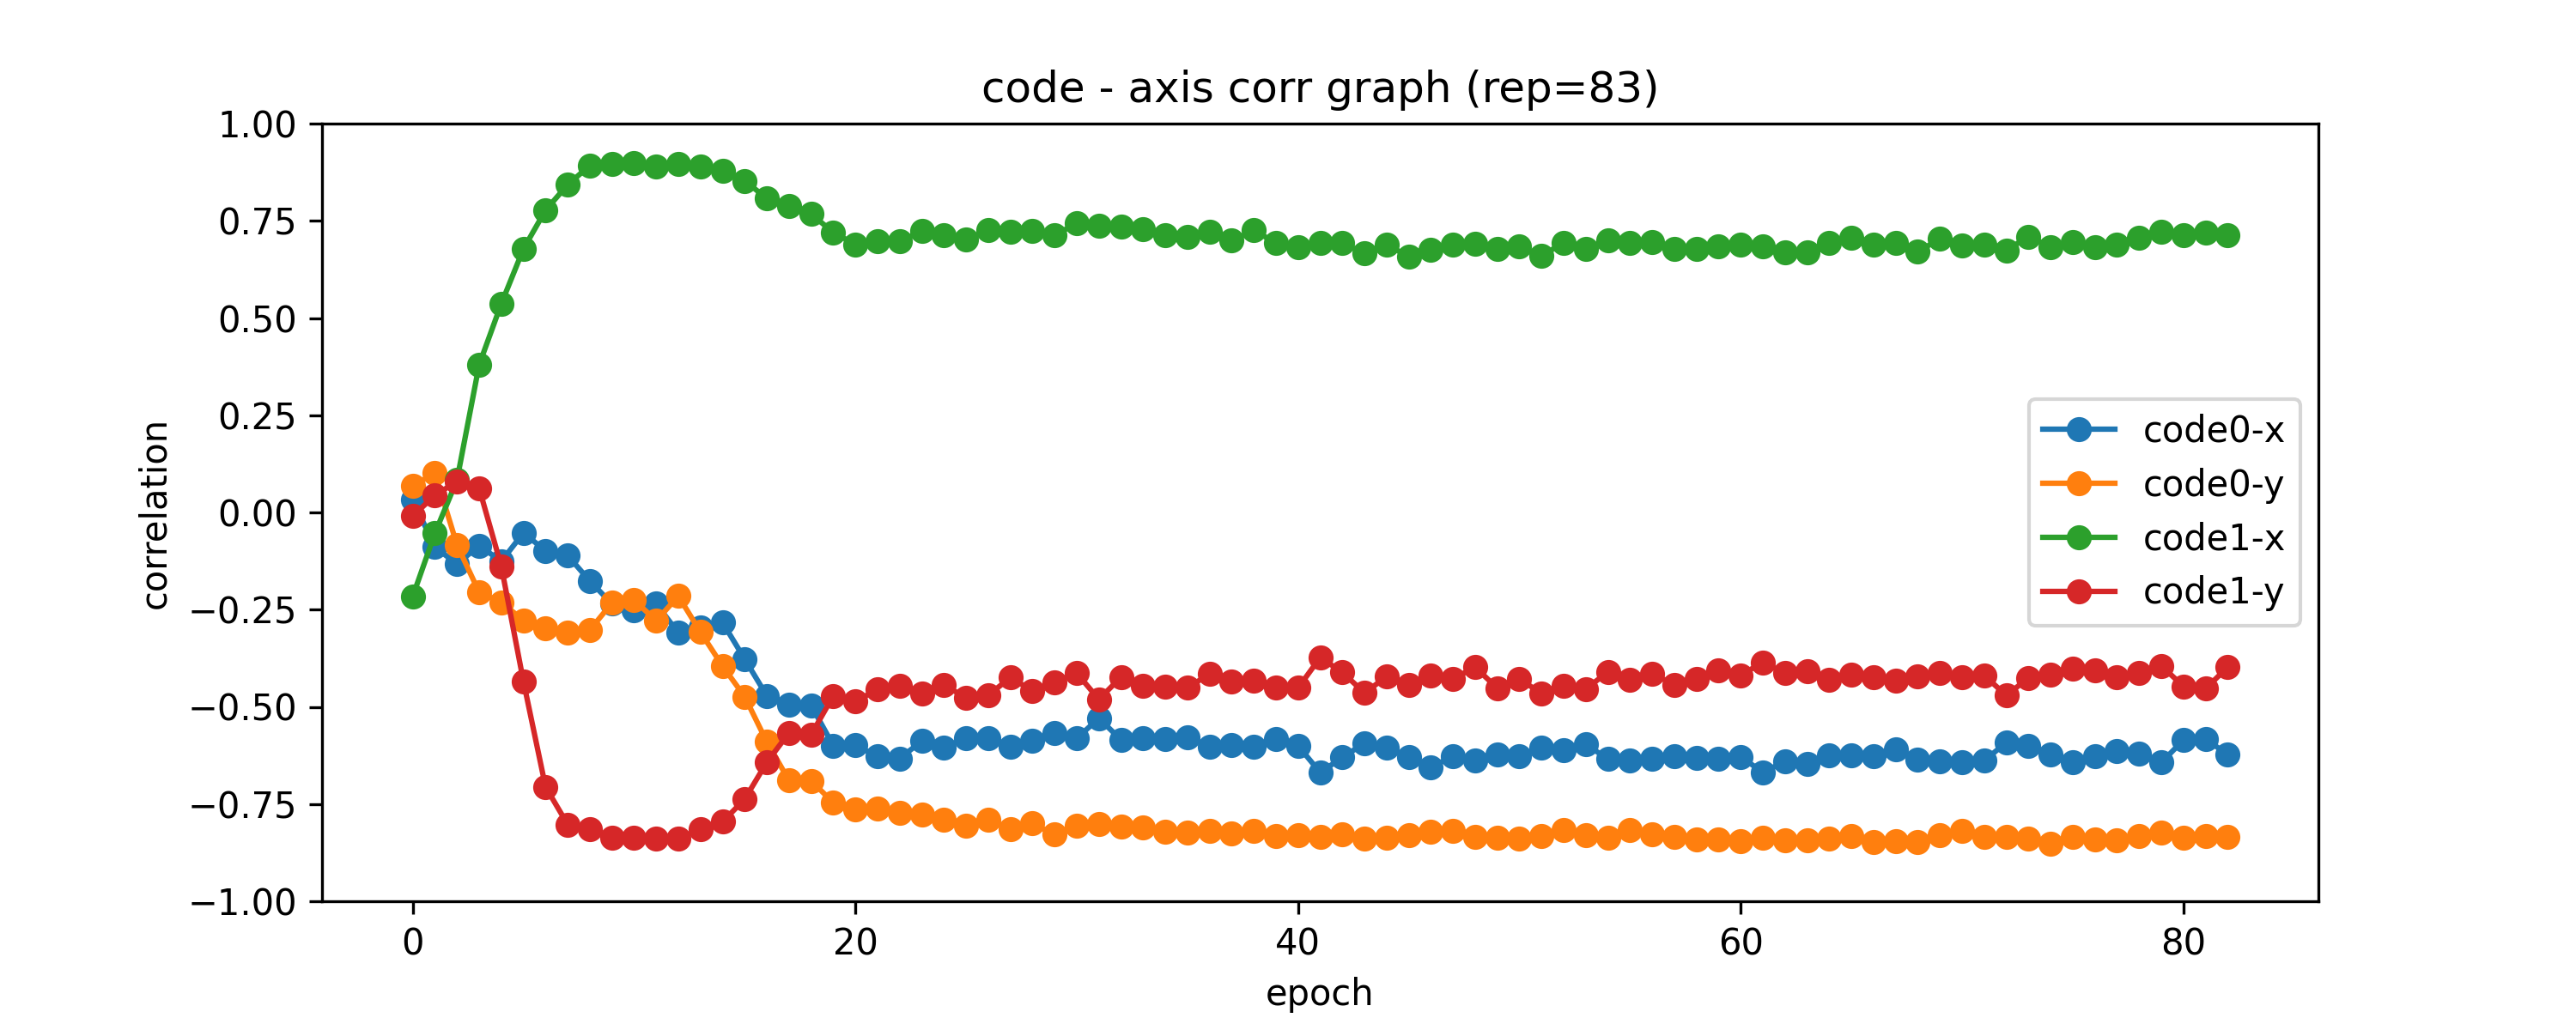 code - axis corr graph (rep=83)
1.00
0.75
0.50
0.25
0.00
−0.25
−0.50
−0.75
−1.00
correlation
code0-x
code0-y
code1-x
code1-y
0 20 40 60 80
epoch